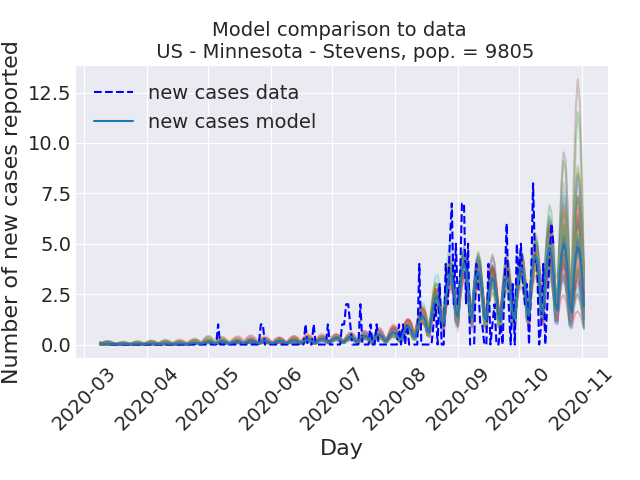 Model comparison to data
US - Minnesota - Stevens, pop. = 9805
Number of new cases reported
12.5
10.0
7.5
5.0
2.5
0.0
new cases data
new cases model
2020-03
2020-04
2020-05
2020-06
2020-07
2020-08
2020-09
2020-10
2020-11
Day